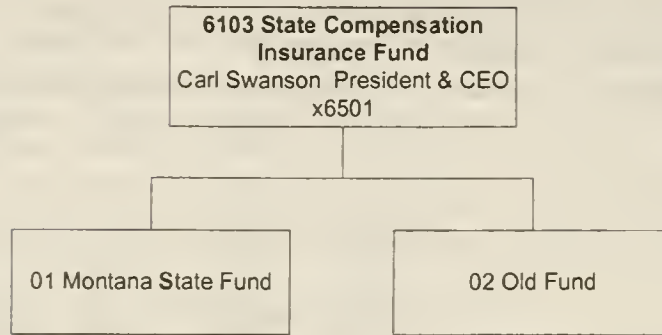 6103 State Compensation
Insurance Fund
Carl Swanson President & CEO
x6501
01 Montana State Fund
02 Old Fund